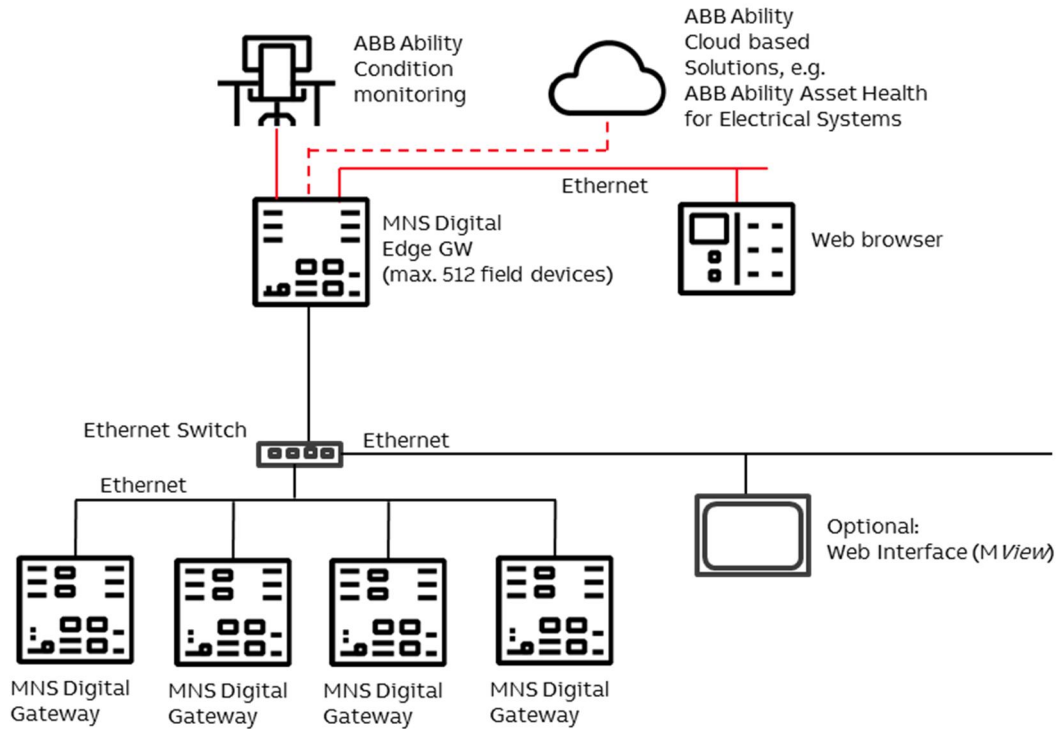 ABB Ability
Condition
monitoring
ABB Ability
Cloud based
Solutions, e.g.
ABB Ability Asset Health
for Electrical Systems
Ethernet
MNS Digital
Edge GW
(max. 512 field devices)
Web browser
Ethernet Switch
Ethernet
Ethernet
Optional:
Web Interface (MView)
MNS Digital
Gateway
MNS Digital
Gateway
MNS Digital
Gateway
MNS Digital
Gateway